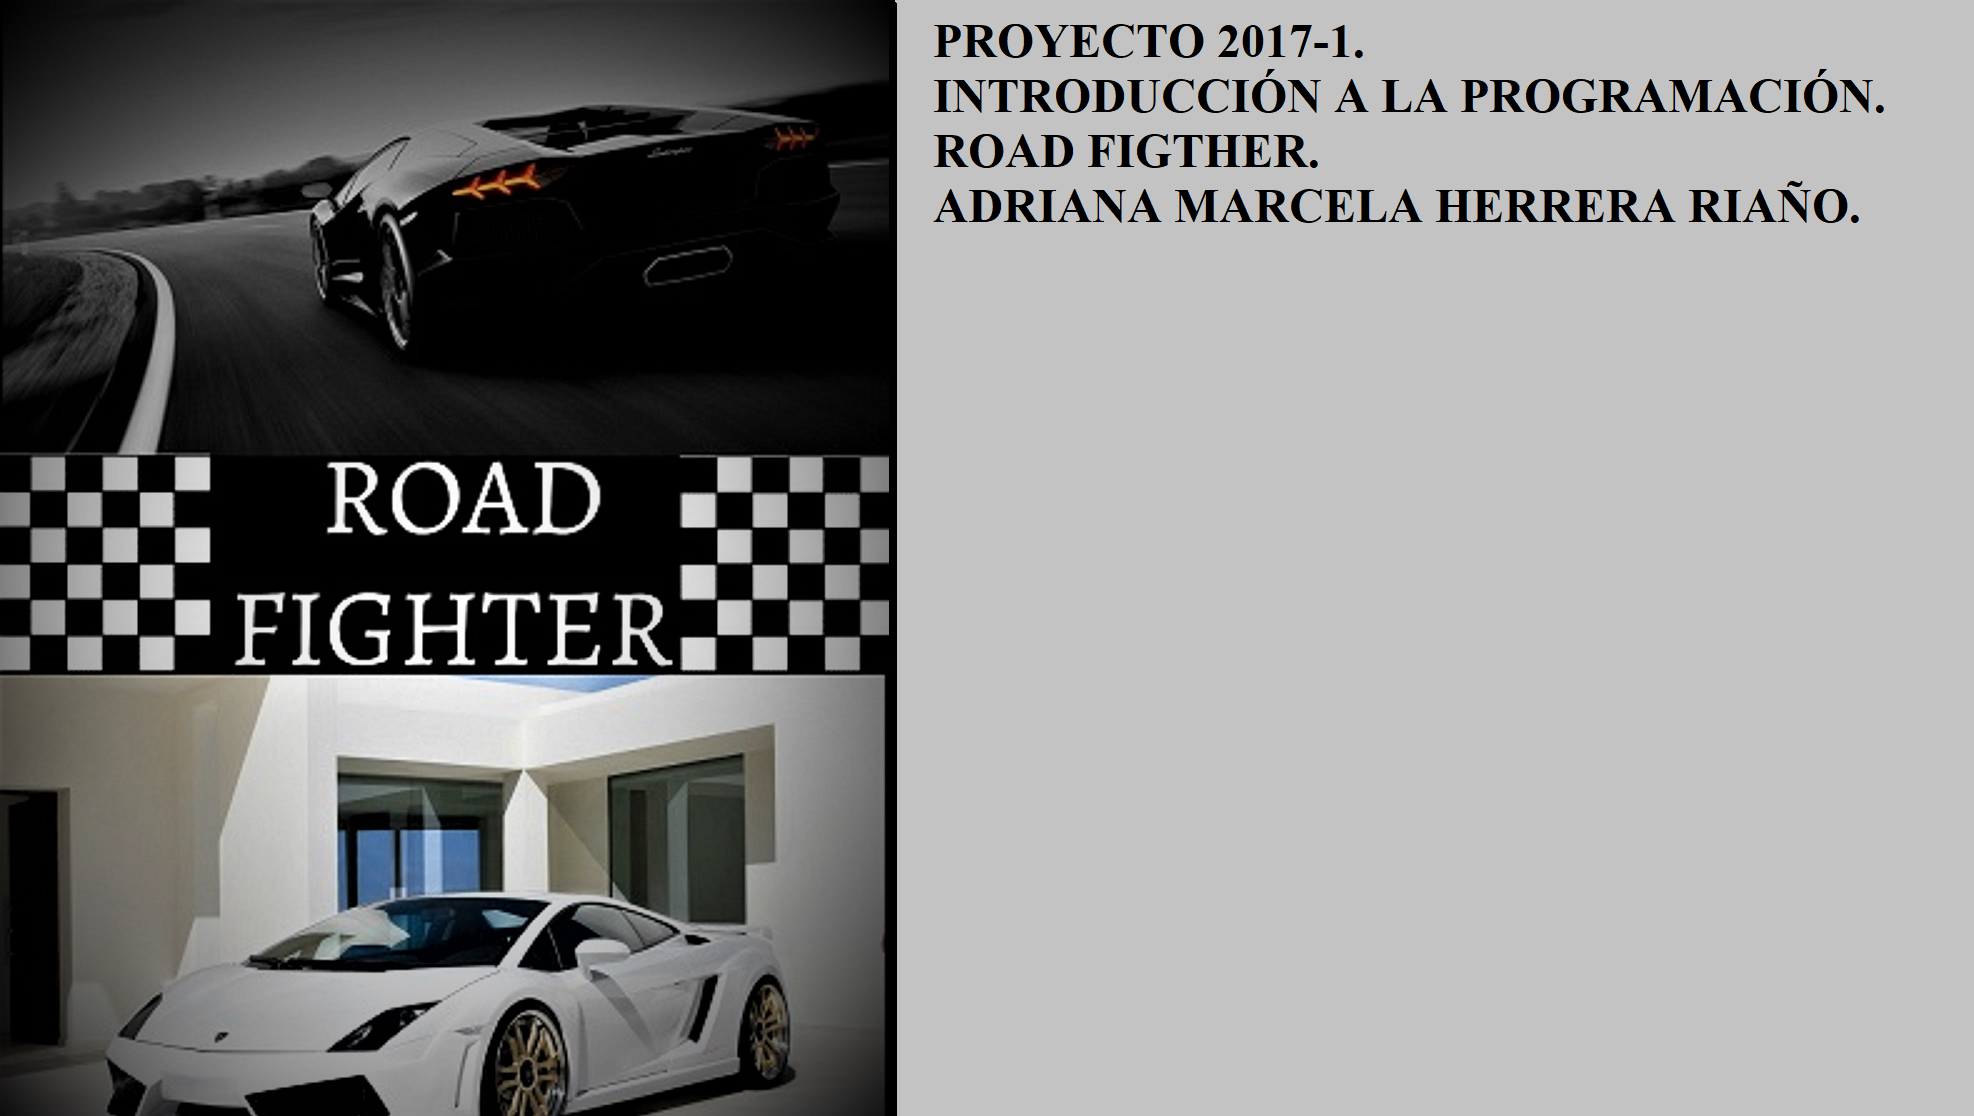 PROYECTO 2017-1.
INTRODUCCIÓN A LA PROGRAMACIÓN.
ROAD FIGTHER.
ADRIANA MARCELA HERRERA RIAÑO.
ROAD
FIGHTER